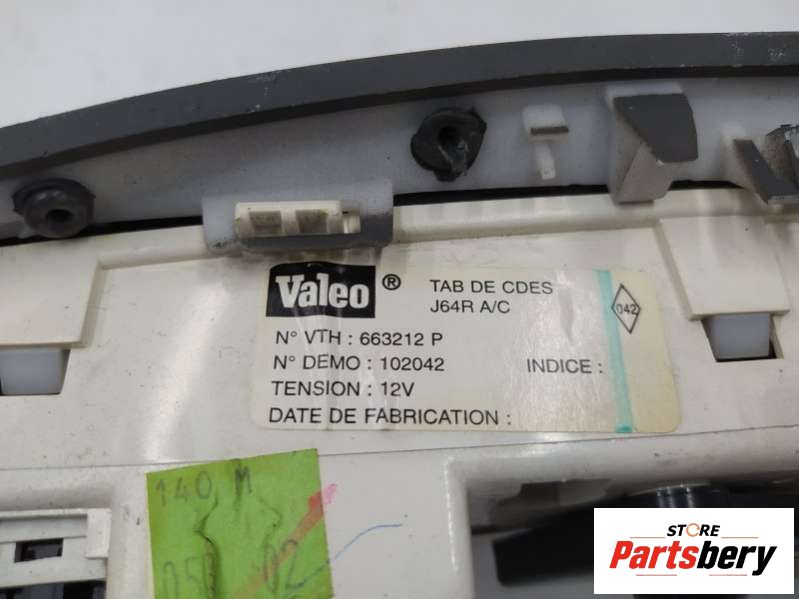 Valeo ® TAB DE CDES
J64R A/C
042
N° VTH : 663212 P
N° DEMO : 102042 INDICE :
TENSION : 12V
DATE DE FABRICATION :
140 M
02
STORE
Partsbery